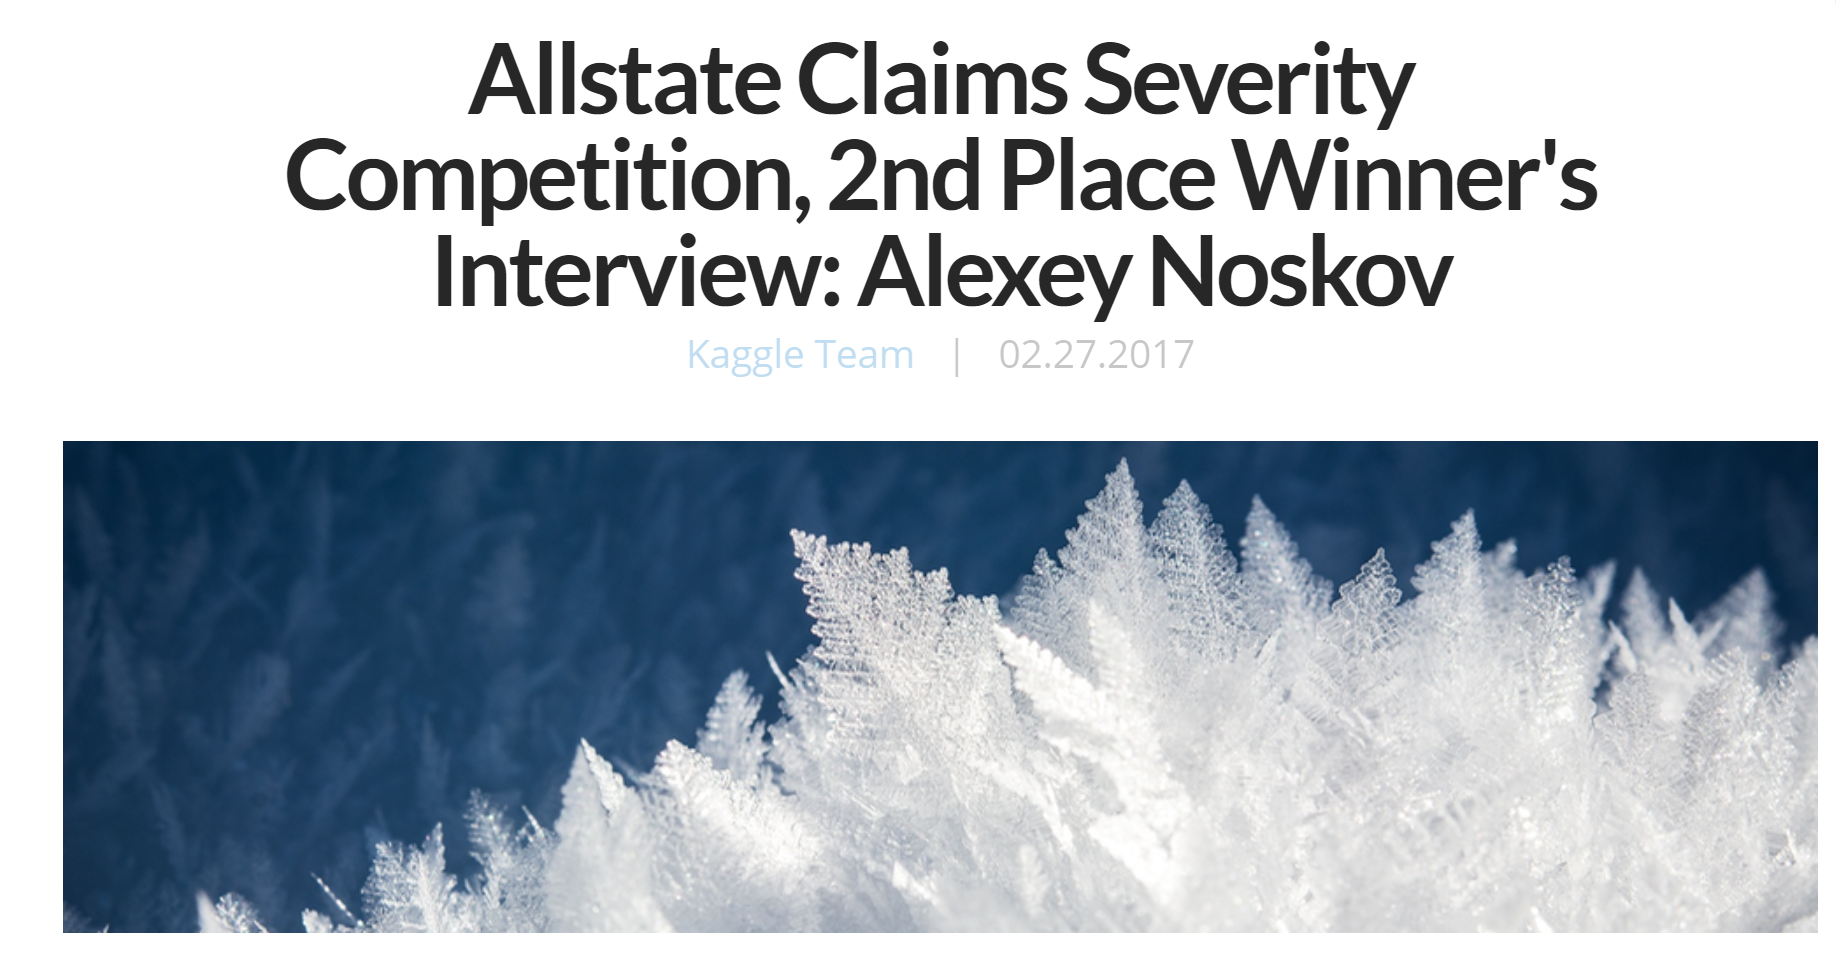 Allstate Claims Severity
Competition, 2nd Place Winner's
Interview: Alexey Noskov
Kaggle Team | 02.27.2017